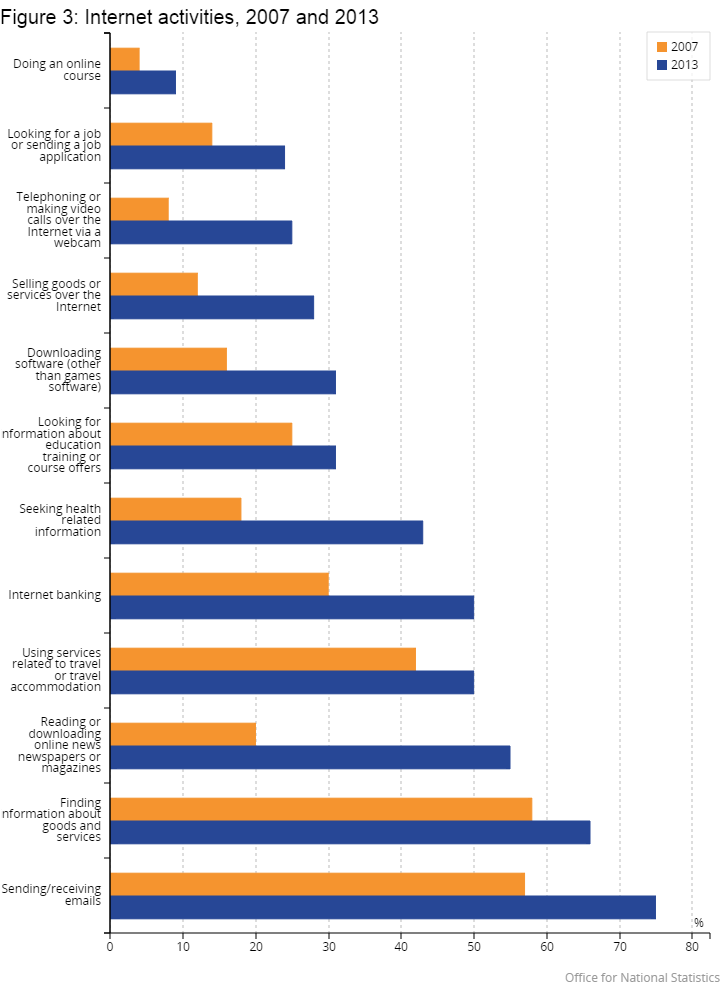 Figure 3: Internet activities, 2007 and 2013
2007
2013
Doing an online
course
Looking for a job
or sending a job
application
Telephoning or
making video
calls over the
Internet via a
webcam
Selling goods or
services over the
Internet
Downloading
software (other
than games
software)
Looking for
nformation about
education
training or
course offers
Seeking health
related
information
Internet banking
Using services
related to travel
or travel
accommodation
Reading or
downloading
online news
newspapers or
magazines
Finding
nformation about
goods and
services
Sending/receiving
emails
%
0 10 20 30 40 50 60 70 80
Office for National Statistics